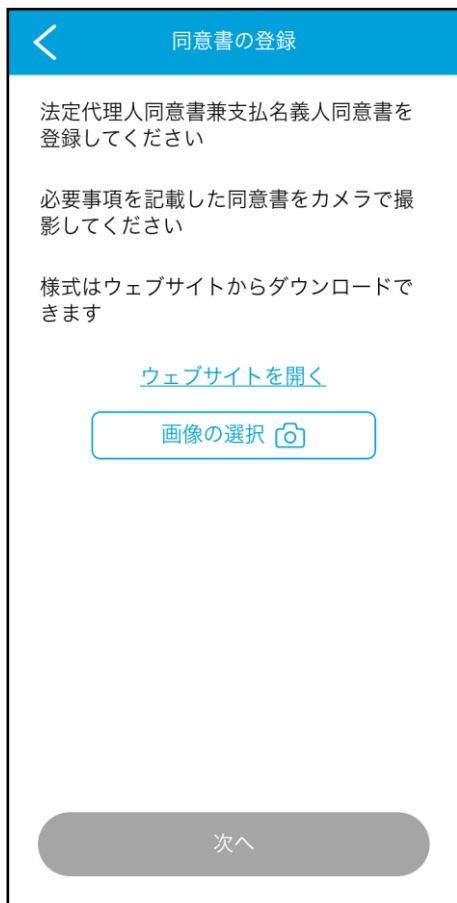 同意書の登録
法定代理人同意書兼支払名義人同意書を
登録してください
必要事項を記載した同意書をカメラで撮
影してください
様式はウェブサイトからダウンロードで
きます
ウェブサイトを開く
画像の選択
次へ